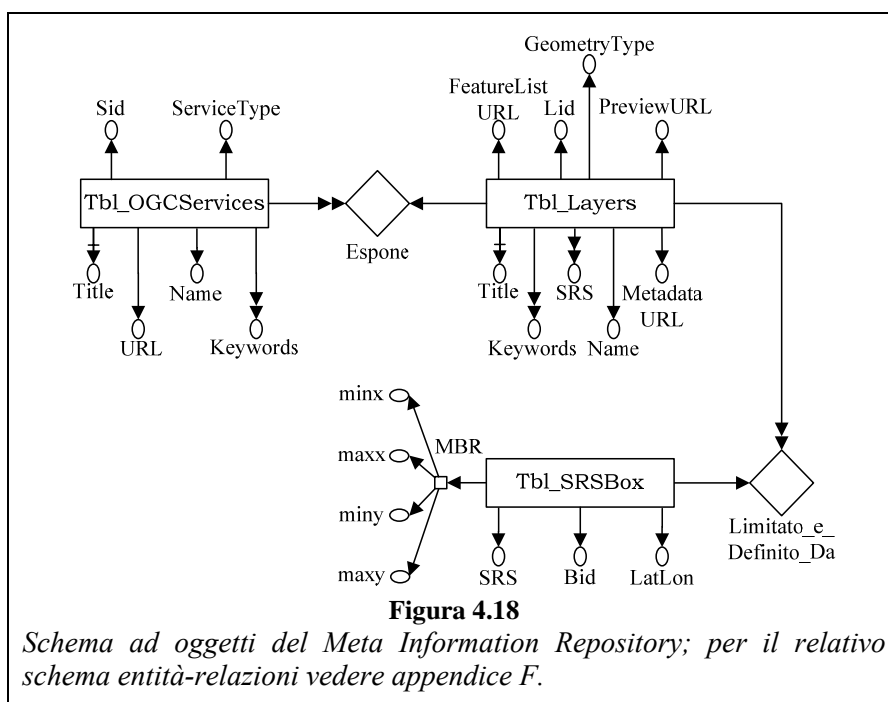 GeometryType
FeatureList
URL
Lid
PreviewURL
Sid
ServiceType
Tbl_OGCServices
Espone
Tbl_Layers
Title
Name
URL
Keywords
Title
SRS
Metadata
URL
Keywords
Name
minx
maxx
miny
maxy
MBR
Tbl_SRSBox
SRS
Bid
LatLon
Limitato_e_
Definito_Da
Figura 4.18
Schema ad oggetti del Meta Information Repository; per il relativo
schema entità-relazioni vedere appendice F.